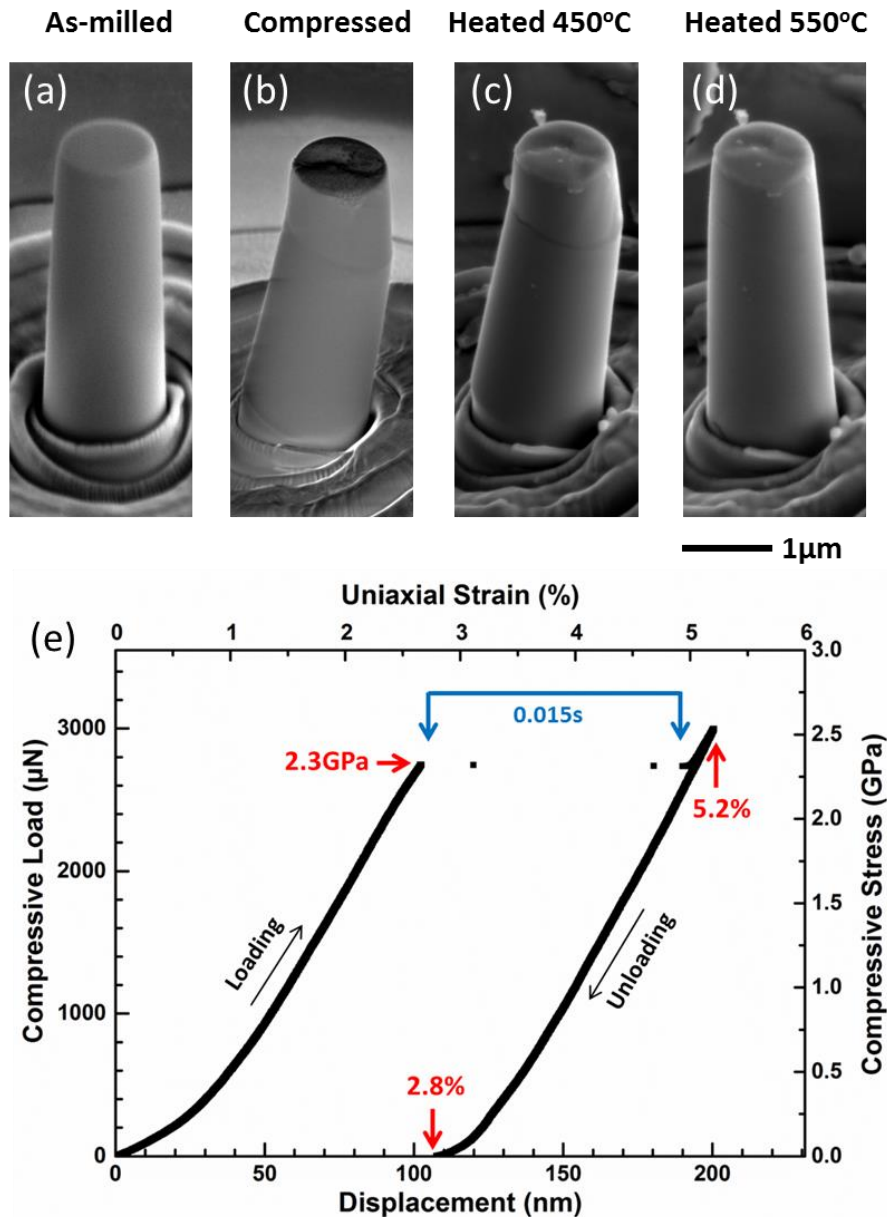 As-milled Compressed Heated 450ºC Heated 550ºC
(a) (b) (c) (d)
1µm
Uniaxial Strain (%)
(e)
0 1 2 3 4 5 6
3.0
0.015s
3000
2.5
2.3GPa
5.2%
2.0
2000
1.5
Loading
Unloading
1000
1.0
2.8%
0.5
0
0.0
0 50 100 150 200
Displacement (nm)
Compressive Load (µN)
Compressive Stress (GPa)